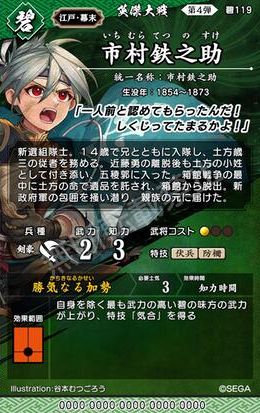 碧
江戸・幕末
英傑大戦
第4弾
碧119
いちむらてつのすけ
市村鉄之助
統一名称:市村鉄之助
生没年:1854~1873
「一人前と認めてもらったんだ!
しくじってたまるかよ!」
新選組隊士。14歳で兄とともに入隊し、土方歳
三の従者を務める。近藤勇の離脱後も土方の小姓
として付き添い、五稜郭に入った。箱館戦争の最
中に土方の命で遺品を託され、箱館から脱出。新
政府軍の包囲を掻い潜り、親族の元に届けた。
兵種 武力 知力 武将コスト
剣豪 2 3 特技 伏兵 防柵
かちきなるかせい
勝気なる加勢
必要士気
3
効果時間
知力時間
効果範囲
自身を除く最も武力の高い碧の味方の武力
が上がり、特技「気合」を得る
Illustration:谷本むつごろう
©SEGA
0000-0000-0000-0000-0000